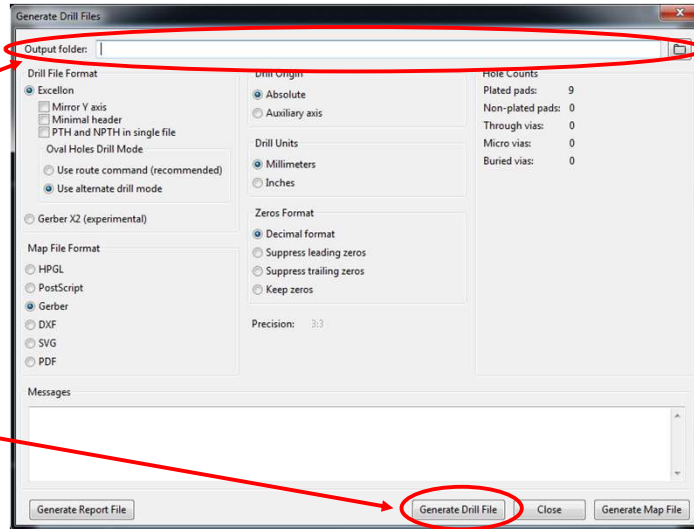 Generate Drill Files
Output folder:
Drill File Format
Excellon
Mirror Y axis
Minimal header
PTH and NPTH in single file
Oval Holes Drill Mode
Use route command (recommended)
Use alternate drill mode
Gerber X2 (experimental)
Map File Format
HPGL
PostScript
Gerber
DXF
SVG
PDF
Drill Origin
Absolute
Auxiliary axis
Drill Units
Millimeters
Inches
Zeros Format
Decimal format
Suppress leading zeros
Suppress trailing zeros
Keep zeros
Precision: 3:3
Hole Counts
Plated pads: 9
Non-plated pads: 0
Through vias: 0
Micro vias: 0
Buried vias: 0
Messages
Generate Report File
Generate Drill File
Close
Generate Map File